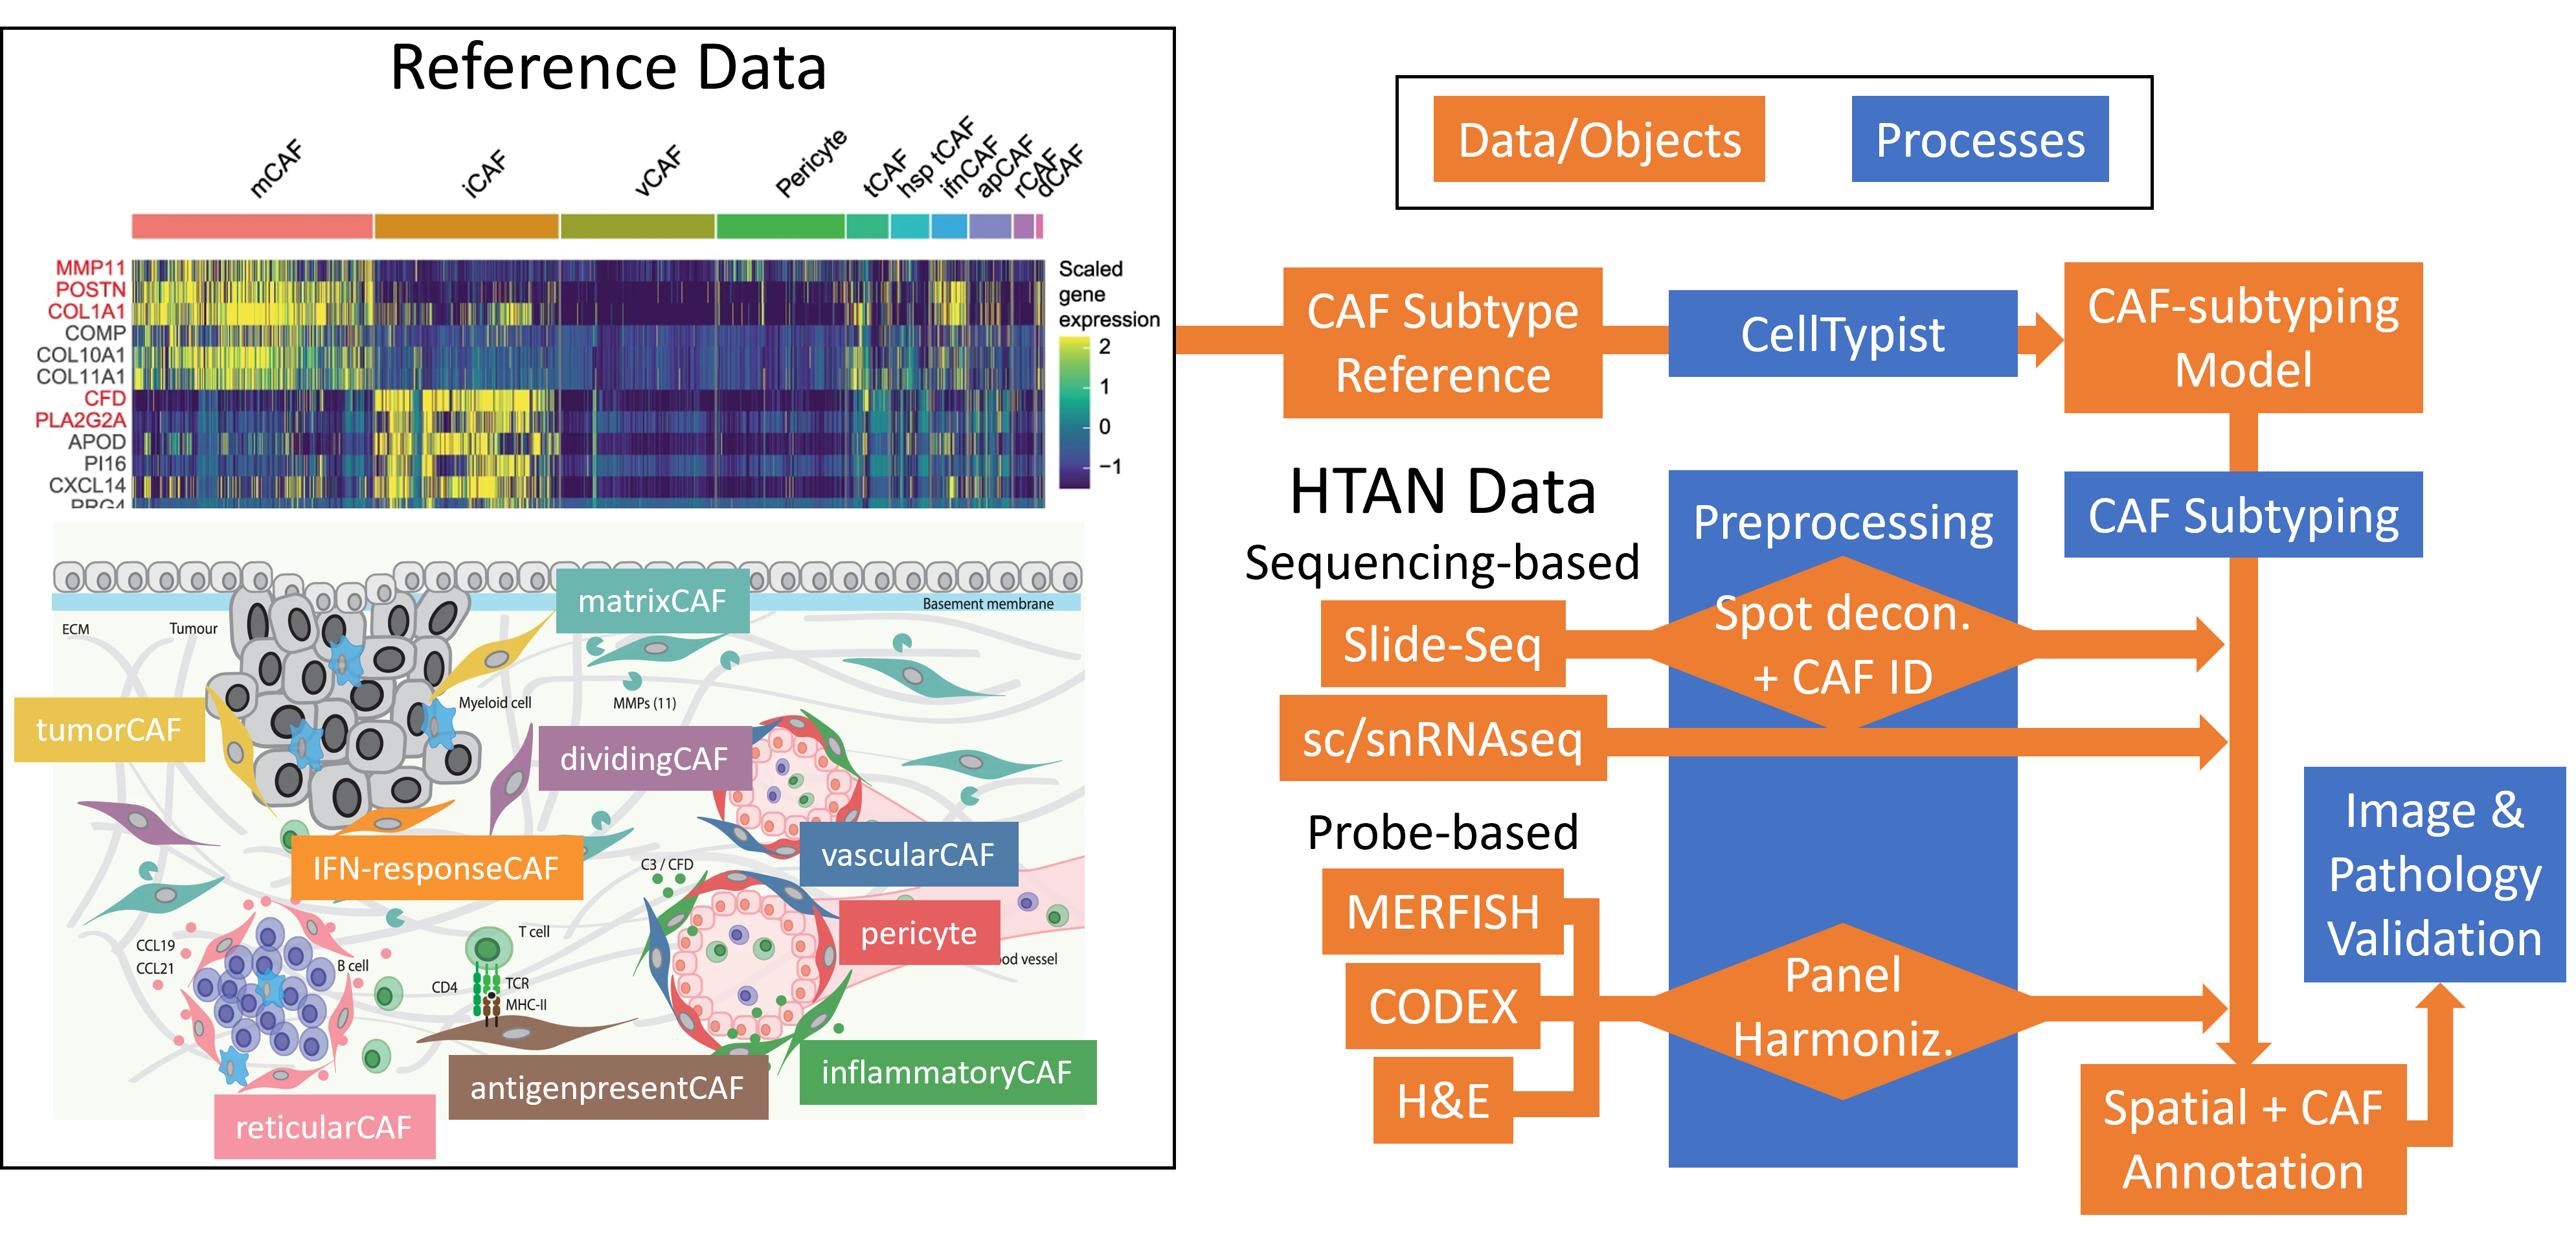 Reference Data
mCAF
iCAF
vCAF
Pericyte
tCAF
hsp tCAF
ifnCAF
apCAF
rCAF
dCAF
MMP11
POSTN
COL1A1
COMP
COL10A1
COL11A1
CFD
PLA2G2A
APOD
PI16
CXCL14
PRG4
Scaled
gene
expression
2
1
0
−1
matrixCAF
Basement membrane
ECM
Tumour
Myeloid cell
MMPs (11)
tumorCAF
dividingCAF
IFN-responseCAF
vascularCAF
C3 / CFD
pericyte
ood vessel
CCL19
CCL21
B cell
T cell
CD4
TCR
MHC-II
inflammatoryCAF
antigenpresentCAF
reticularCAF
Data/Objects
Processes
CAF Subtype
Reference
CellTypist
CAF-subtyping
Model
HTAN Data
Sequencing-based
Preprocessing
CAF Subtyping
Slide-Seq
Spot decon.
+ CAF ID
sc/snRNAseq
Probe-based
MERFISH
CODEX
H&E
Panel
Harmoniz.
Image &
Pathology
Validation
Spatial + CAF
Annotation